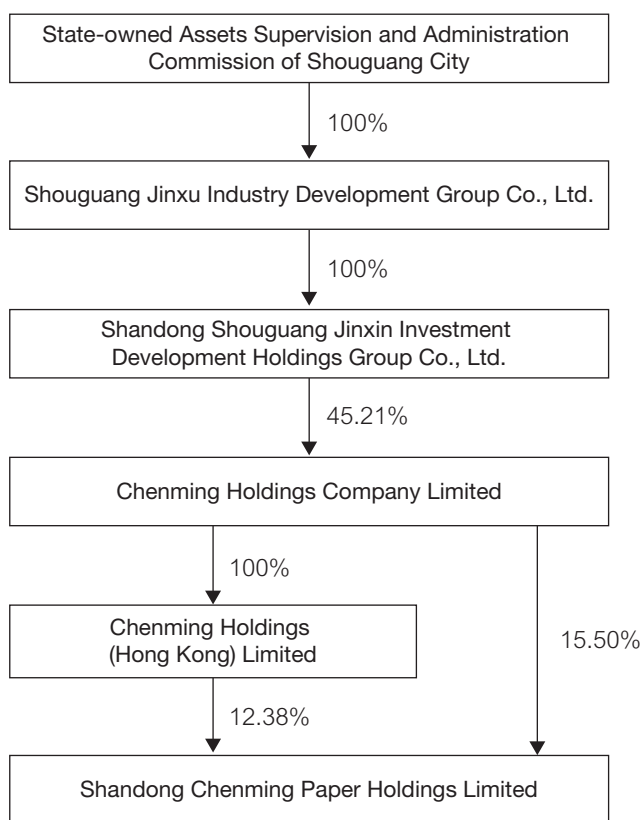 State-owned Assets Supervision and Administration
Commission of Shouguang City
100%
Shouguang Jinxu Industry Development Group Co., Ltd.
100%
Shandong Shouguang Jinxin Investment
Development Holdings Group Co., Ltd.
45.21%
Chenming Holdings Company Limited
100%
Chenming Holdings
(Hong Kong) Limited
15.50%
12.38%
Shandong Chenming Paper Holdings Limited